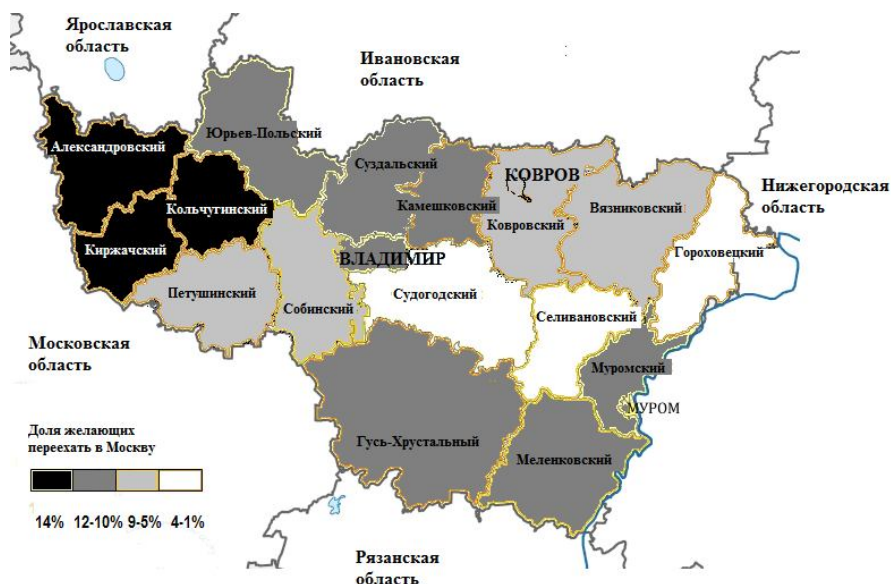 Ярославская
область
Ивановская
область
Юрьев-Польский
Александровский
Суздальский
КОВРОВ
Нижегородская
область
Кольчугинский
Камешковский
Вязниковский
Ковровский
Киржачский
ВЛАДИМИР
Гороховецкий
Петушинский
Судогодский
Собинский
Селивановский
Московская
область
Муромский
МУРОМ
Доля желающих
переехать в Москву
Гусь-Хрустальный
Меленковский
14% 12-10% 9-5% 4-1%
Рязанская
область